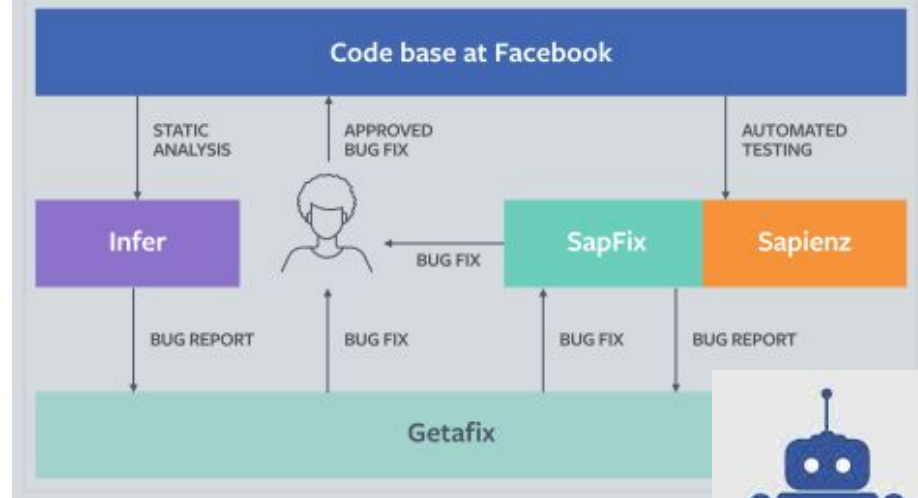 Code base at Facebook
STATIC
ANALYSIS
APPROVED
BUG FIX
AUTOMATED
TESTING
Infer
BUG FIX
SapFix
Sapienz
BUG REPORT
BUG FIX
BUG FIX
BUG REPORT
Getafix